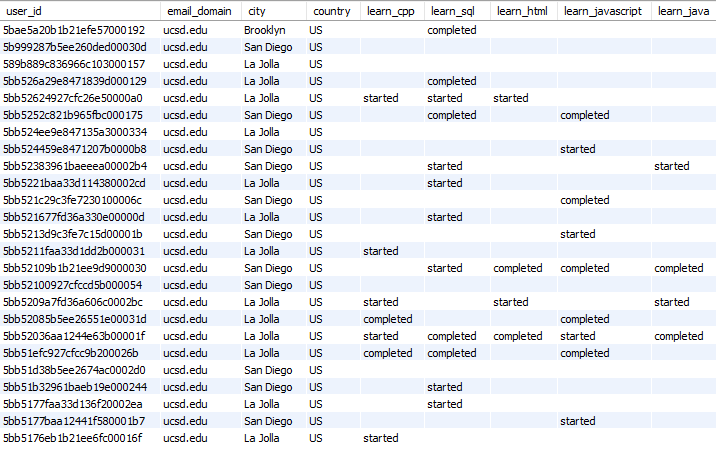 user_id email_domain city country learn_cpp learn_sql learn_html learn_javascript learn_java
5bae5a20b1b21efe57000192 ucsd.edu Brooklyn US completed
5b999287b5ee260ded00030d ucsd.edu San Diego US
589b889c836966c103000157 ucsd.edu La Jolla US
5bb526a29e8471839d000129 ucsd.edu La Jolla US completed
5bb52624927cfc26e50000a0 ucsd.edu La Jolla US started started started
5bb5252c821b965fbc000175 ucsd.edu San Diego US completed completed
5bb524ee9e847135a3000334 ucsd.edu La Jolla US
5bb524459e8471207b0000b8 ucsd.edu San Diego US started
5bb52383961baeeea00002b4 ucsd.edu San Diego US started started
5bb5221baa33d114380002cd ucsd.edu La Jolla US started
5bb521c29c3fe7230100006c ucsd.edu San Diego US completed
5bb521677fd36a330e00000d ucsd.edu La Jolla US started
5bb5213d9c3fe7c15d00001b ucsd.edu San Diego US started
5bb5211faa33d1dd2b000031 ucsd.edu La Jolla US started
5bb52109b1b21ee9d9000030 ucsd.edu San Diego US started completed completed completed
5bb52100927cfccd5b000054 ucsd.edu San Diego US
5bb5209a7fd36a606c0002bc ucsd.edu La Jolla US started started started
5bb52085b5ee26551e00031d ucsd.edu La Jolla US completed completed
5bb52036aa1244e63b00001f ucsd.edu La Jolla US started completed completed started completed
5bb51efc927cfcc9b200026b ucsd.edu La Jolla US completed completed completed
5bb51d38b5ee2674ac0002d0 ucsd.edu San Diego US
5bb51b32961baeb19e000244 ucsd.edu San Diego US started
5bb5177faa33d136f20002ea ucsd.edu La Jolla US started
5bb5177baa12441f580001b7 ucsd.edu San Diego US started
5bb5176eb1b21ee6fc00016f ucsd.edu La Jolla US started